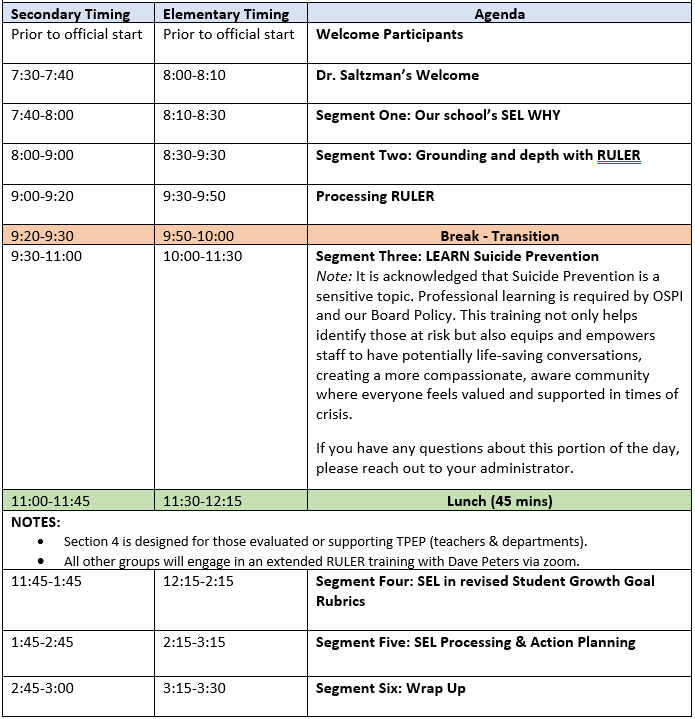 Secondary Timing Elementary Timing Agenda
Prior to official start Prior to official start Welcome Participants
7:30-7:40 8:00-8:10 Dr. Saltzman’s Welcome
7:40-8:00 8:10-8:30 Segment One: Our school’s SEL WHY
8:00-9:00 8:30-9:30 Segment Two: Grounding and depth with RULER
9:00-9:20 9:30-9:50 Processing RULER
9:20-9:30 9:50-10:00 Break - Transition
9:30-11:00 10:00-11:30 Segment Three: LEARN Suicide Prevention
Note: It is acknowledged that Suicide Prevention is a
sensitive topic. Professional learning is required by OSPI
and our Board Policy. This training not only helps
identify those at risk but also equips and empowers
staff to have potentially life-saving conversations,
creating a more compassionate, aware community
where everyone feels valued and supported in times of
crisis.
If you have any questions about this portion of the day,
please reach out to your administrator.
11:00-11:45 11:30-12:15 Lunch (45 mins)
NOTES:
• Section 4 is designed for those evaluated or supporting TPEP (teachers & departments).
• All other groups will engage in an extended RULER training with Dave Peters via zoom.
11:45-1:45 12:15-2:15 Segment Four: SEL in revised Student Growth Goal
Rubrics
1:45-2:45 2:15-3:15 Segment Five: SEL Processing & Action Planning
2:45-3:00 3:15-3:30 Segment Six: Wrap Up